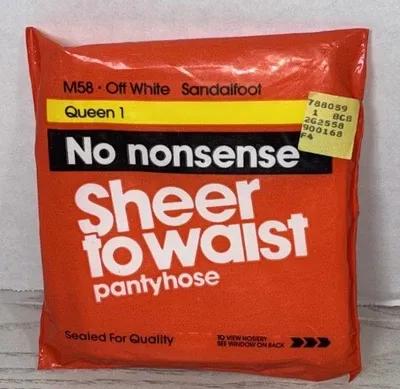 M58 · Off White Sandalfoot
Queen 1
788059
1 8C8
2G2558
900168
F4
No nonsense
Sheer
to waist
pantyhose
Sealed For Quality
TO VIEW HOSIERY
SEE WINDOW ON BACK